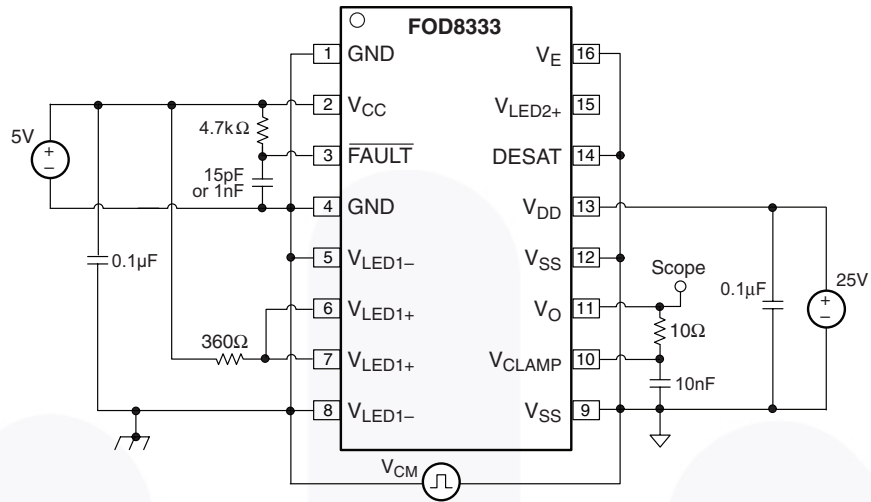 FOD8333
1 GND
VE 16
2 VCC
VLED2+ 15
4.7kΩ
5V
+
−
3 FAULT
DESAT 14
15pF
or 1nF
4 GND
VDD 13
0.1µF
5 VLED1–
VSS 12
Scope
0.1µF
25V
+
−
6 VLED1+
VO 11
10Ω
360Ω
7 VLED1+
VCLAMP 10
10nF
8 VLED1–
VSS 9
VCM